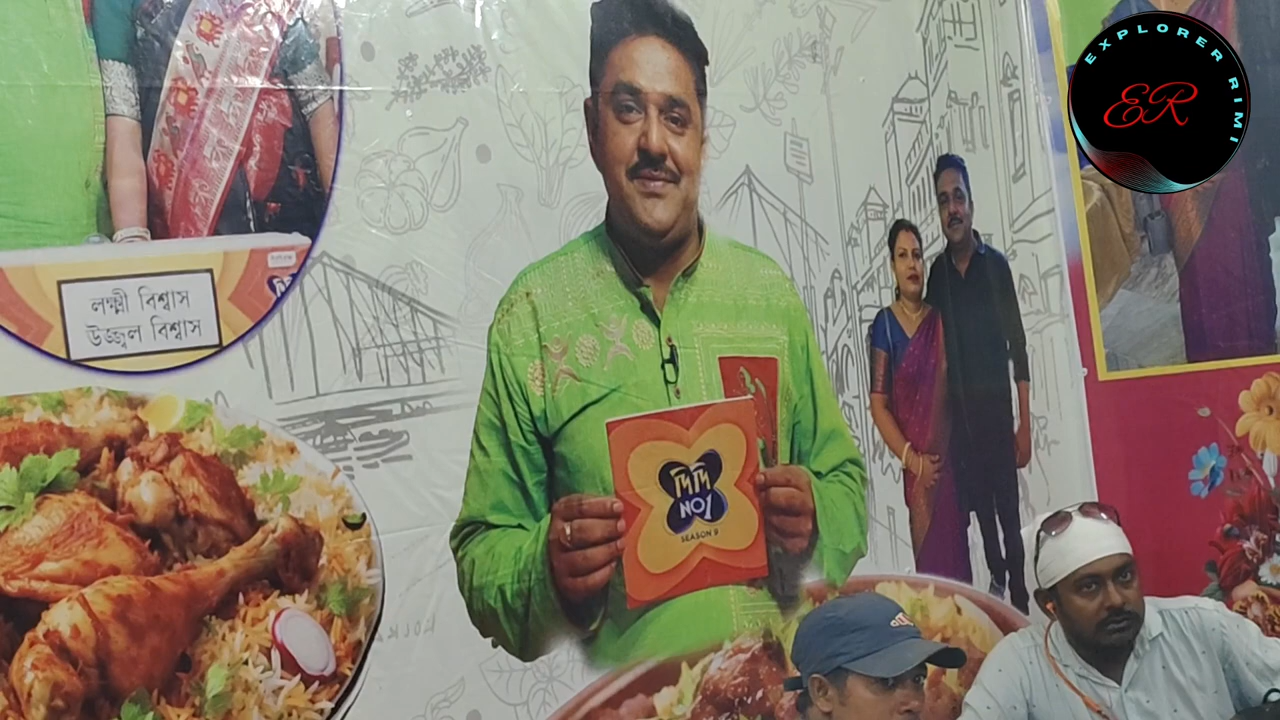 EXPLORER RIMI
ER
লক্ষ্মী বিশ্বাস
উজ্জ্বল বিশ্বাস
দিদি
NO1
SEASON 9